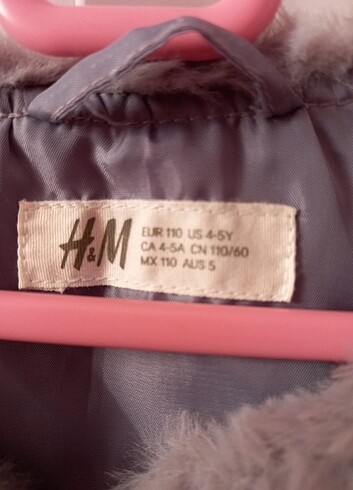 H&M
EUR 110 US 4-5Y
CA 4-5A CN 110/60
MX 110 AUS 5